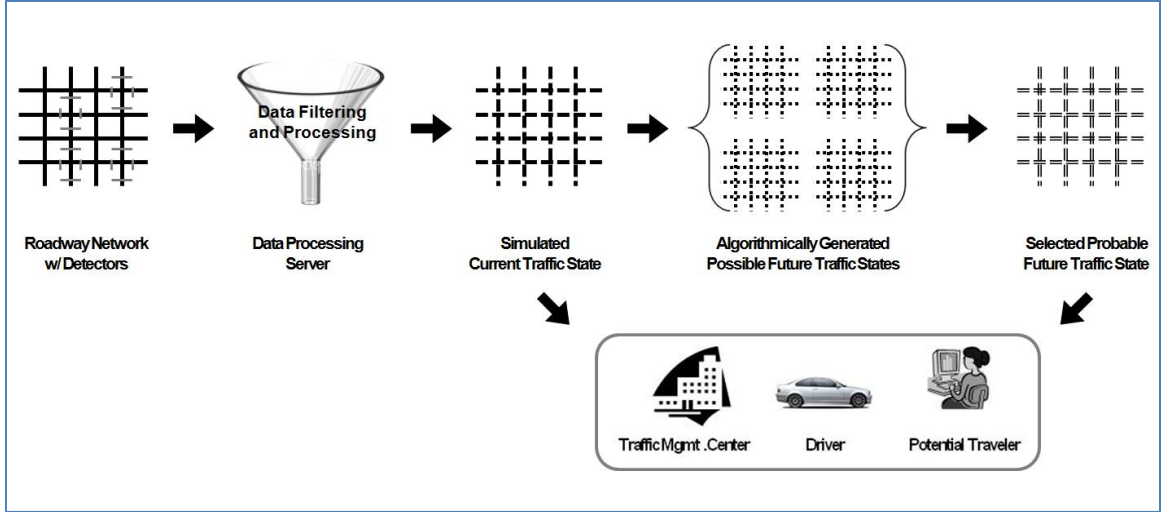 Data Filtering
and Processing
Roadway Network
w/ Detectors
Data Processing
Server
Simulated
Current Traffic State
Algorithmically Generated
Possible Future Traffic States
Selected Probable
Future Traffic State
Traffic Mgmt .Center
Driver
Potential Traveler